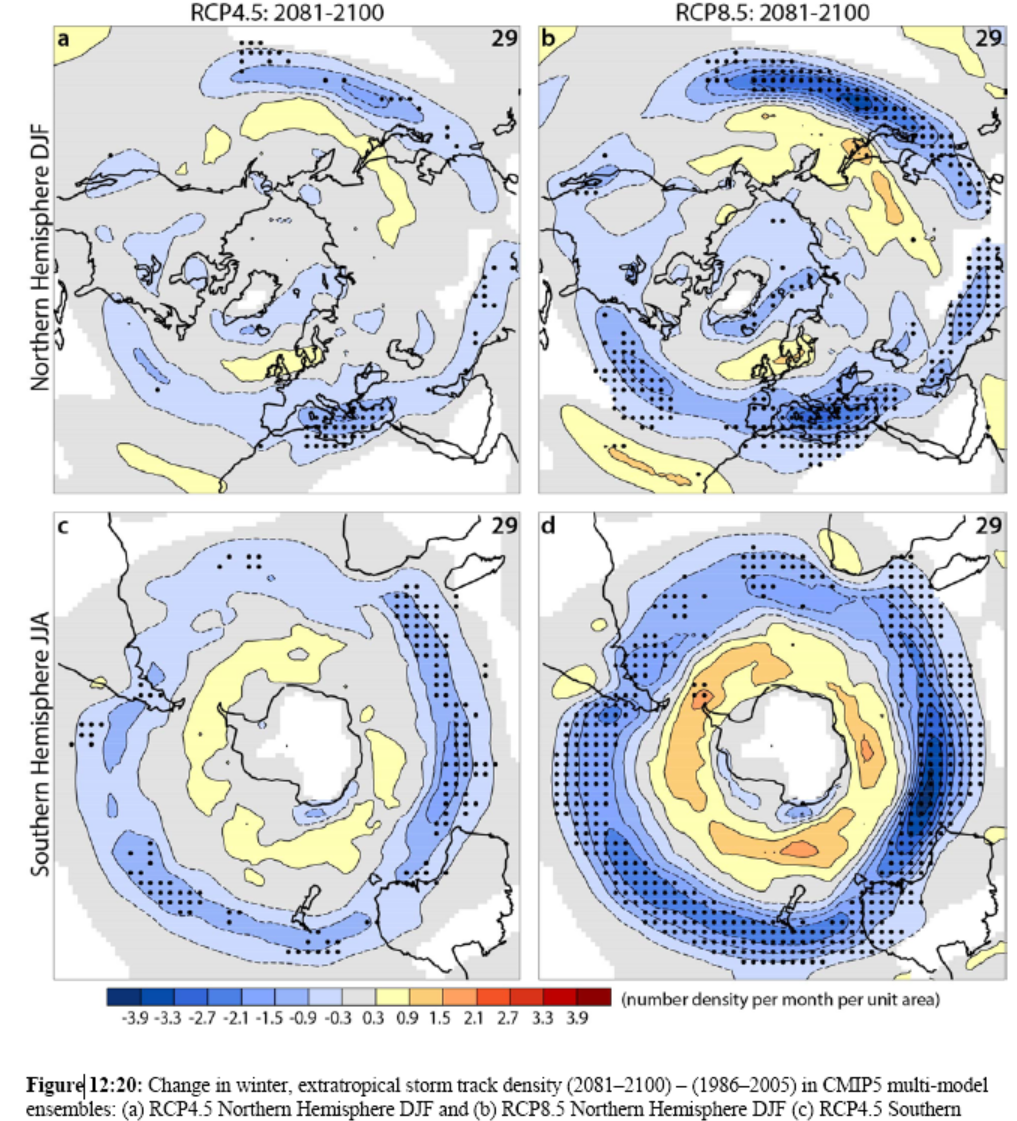 RCP4.5: 2081-2100 RCP8.5: 2081-2100
a 29 b 29
Northern Hemisphere DJF
c 29 d 29
Southern Hemisphere JJA
-3.9 -3.3 -2.7 -2.1 -1.5 -0.9 -0.3 0.3 0.9 1.5 2.1 2.7 3.3 3.9 (number density per month per unit area)
Figure 12:20: Change in winter, extratropical storm track density (2081–2100) – (1986–2005) in CMIP5 multi-model
ensembles: (a) RCP4.5 Northern Hemisphere DJF and (b) RCP8.5 Northern Hemisphere DJF (c) RCP4.5 Southern